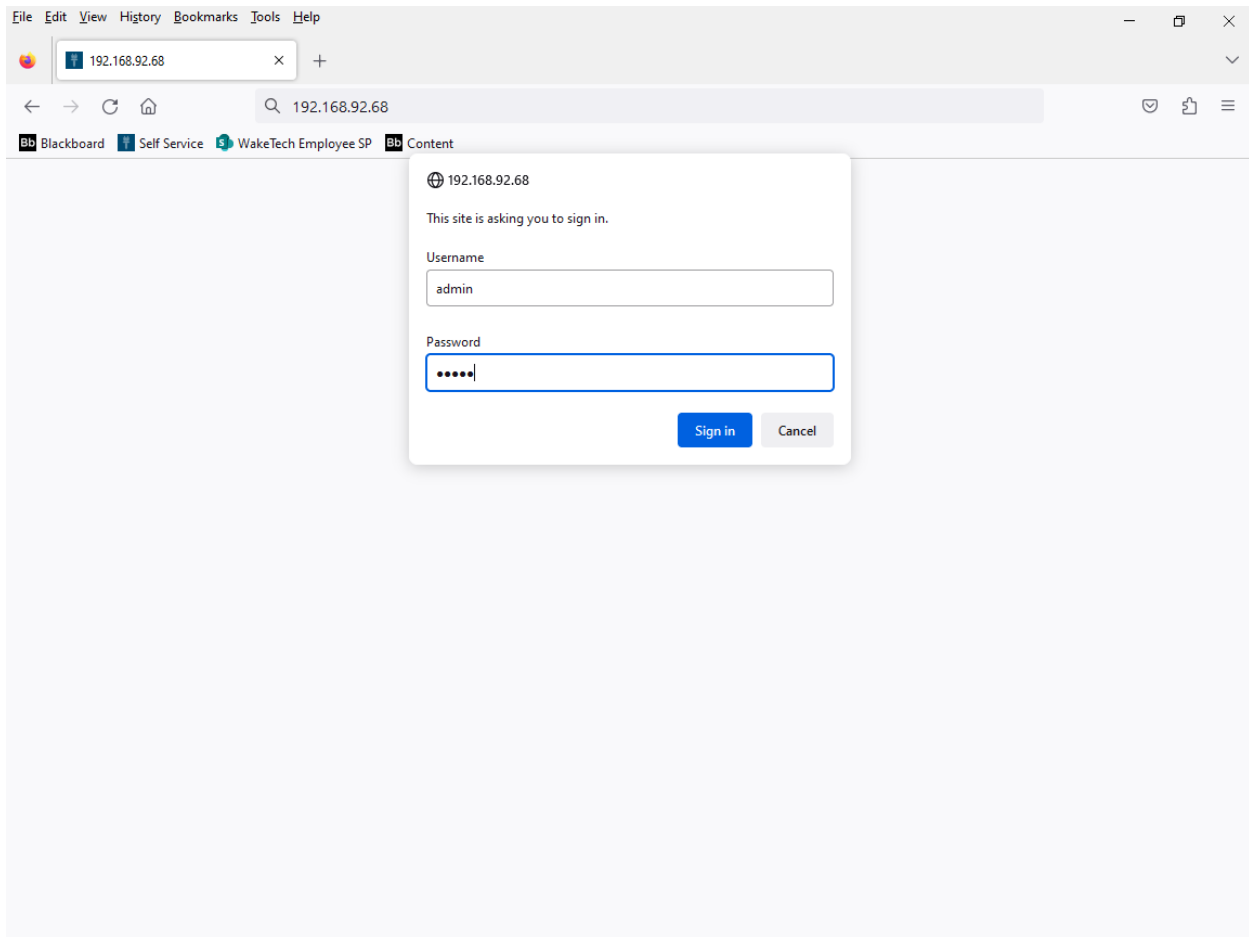 File Edit View History Bookmarks Tools Help
192.168.92.68
192.168.92.68
Bb Blackboard Self Service S WakeTech Employee SP Bb Content
192.168.92.68
This site is asking you to sign in.
Username
admin
Password
•••••
Sign in Cancel